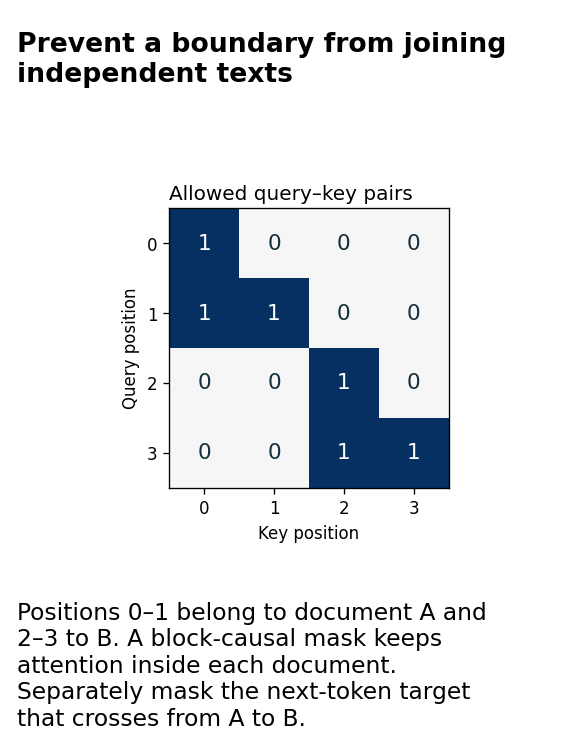 Prevent a boundary from joining
independent texts
Allowed query–key pairs
0 1 0 0 0
1 1 1 0 0
2 0 0 1 0
3 0 0 1 1
0 1 2 3
Query position
Key position
Positions 0–1 belong to document A and
2–3 to B. A block-causal mask keeps
attention inside each document.
Separately mask the next-token target
that crosses from A to B.